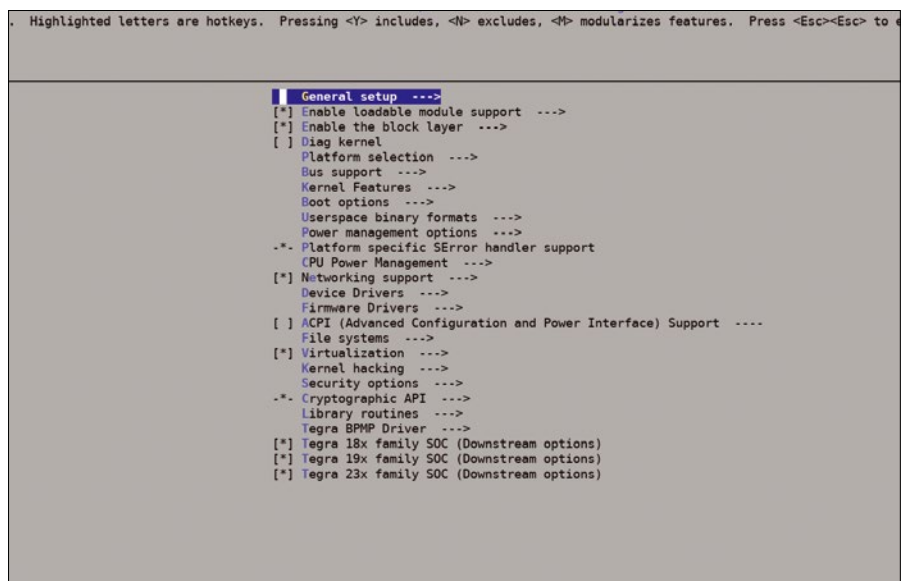 . Highlighted letters are hotkeys. Pressing <Y> includes, <N> excludes, <M> modularizes features. Press <Esc><Esc> to e
General setup --->
[*] Enable loadable module support --->
[*] Enable the block layer --->
[ ] Diag kernel
Platform selection --->
Bus support --->
Kernel Features --->
Boot options --->
Userspace binary formats --->
Power management options --->
-*- Platform specific SError handler support
CPU Power Management --->
[*] Networking support --->
Device Drivers --->
Firmware Drivers --->
[ ] ACPI (Advanced Configuration and Power Interface) Support ----
File systems --->
[*] Virtualization --->
Kernel hacking --->
Security options --->
-*- Cryptographic API --->
Library routines --->
Tegra BPMP Driver --->
[*] Tegra 18x family SOC (Downstream options)
[*] Tegra 19x family SOC (Downstream options)
[*] Tegra 23x family SOC (Downstream options)